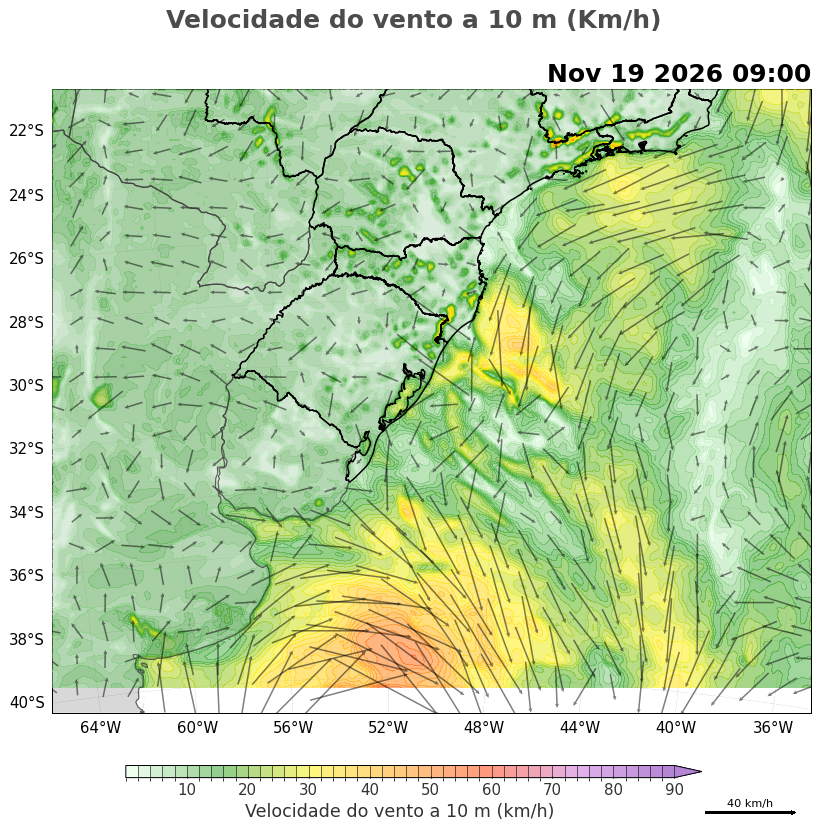 Velocidade do vento a 10 m (Km/h)
Nov 19 2026 09:00
22°S
24°S
26°S
28°S
30°S
32°S
34°S
36°S
38°S
40°S
64°W 60°W 56°W 52°W 48°W 44°W 40°W 36°W
10 20 30 40 50 60 70 80 90
Velocidade do vento a 10 m (km/h)
40 km/h